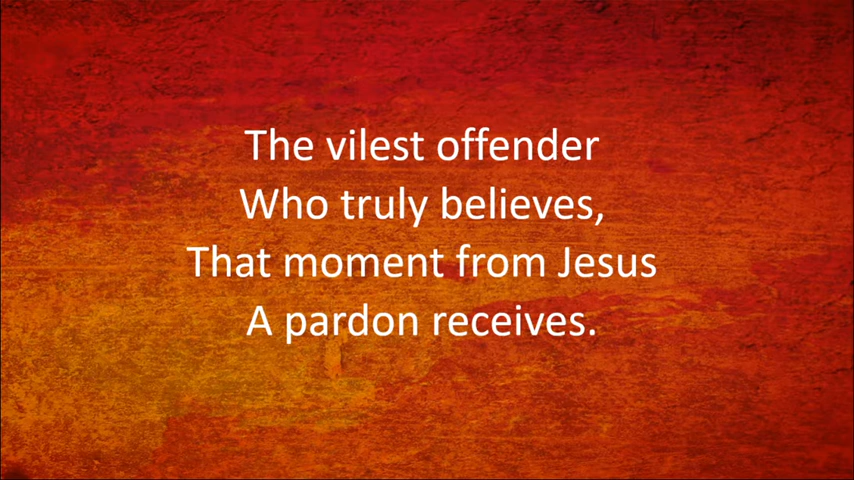 The vilest offender
Who truly believes,
That moment from Jesus
A pardon receives.